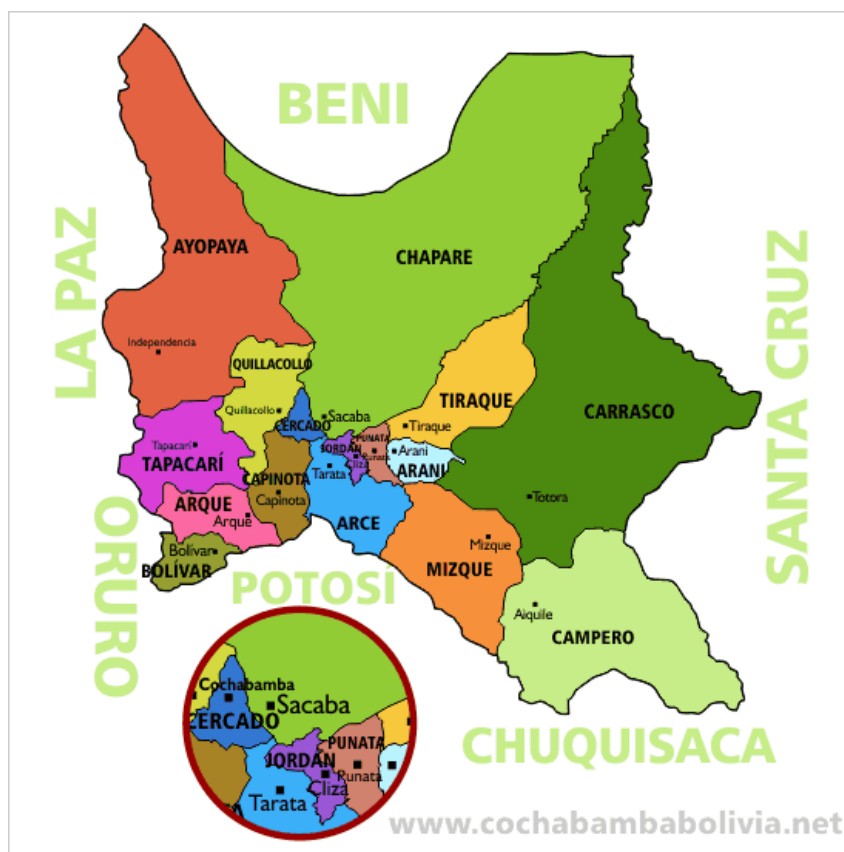 BENI
LA PAZ
SANTA CRUZ
ORURO
POTOSÍ
CHUQUISACA
AYOPAYA
Independencia
CHAPARE
QUILLACOLLO
Quillacollo
CERCADO
Sacaba
TIRAQUE
Tiraque
CARRASCO
Totora
TAPACARÍ
Tapacarí
CAPINOTA
Capinota
JORDÁN
Cliza
PUNATA
Punata
Arani
ARANI
Tarata
ARCE
ARQUE
Arque
Bolívar
BOLÍVAR
Mizque
MIZQUE
Aiquile
CAMPERO
Cochabamba
CERCADO
Sacaba
PUNATA
Punata
JORDÁN
Cliza
Tarata
www.cochabambabolivia.net